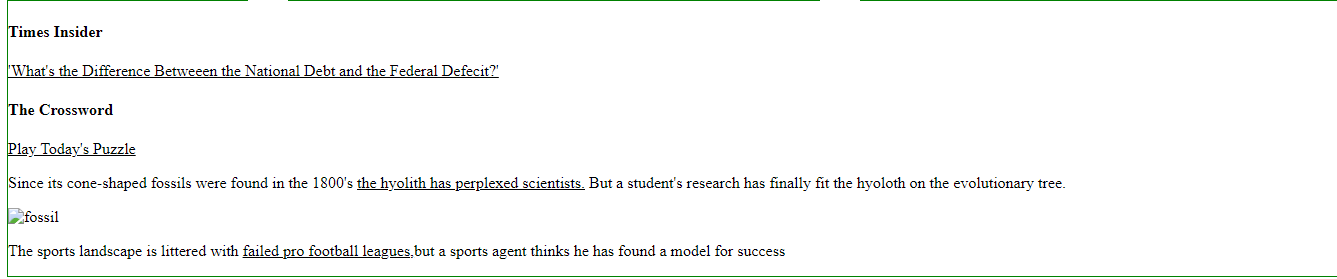 Times Insider
'What's the Difference Betweeen the National Debt and the Federal Defecit?'
The Crossword
Play Today's Puzzle
Since its cone-shaped fossils were found in the 1800's the hyolith has perplexed scientists. But a student's research has finally fit the hyoloth on the evolutionary tree.
fossil
The sports landscape is littered with failed pro football leagues,but a sports agent thinks he has found a model for success